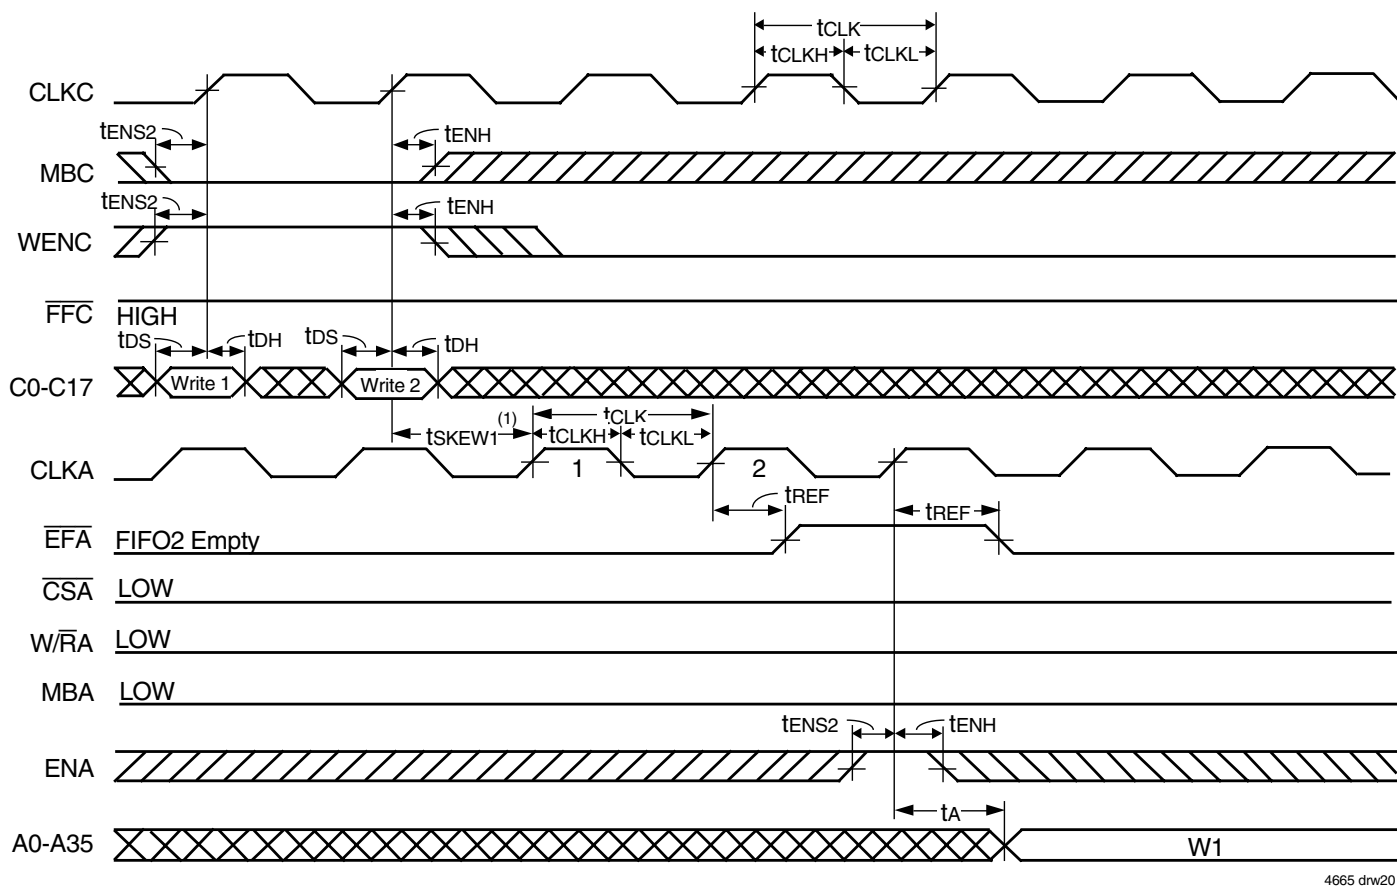 tCLK
tCLKH tCLKL
CLKC
tENS2 tENH
MBC
tENS2 tENH
WENC
FFC HIGH
tDS tDH tDS tDH
C0-C17 Write 1 Write 2
tSKEW1(1) tCLK
tCLKH tCLKL
CLKA 1 2
tREF tREF
EFA FIFO2 Empty
CSA LOW
W/RA LOW
MBA LOW
tENS2 tENH
ENA
tA
A0-A35 W1
4665 drw20